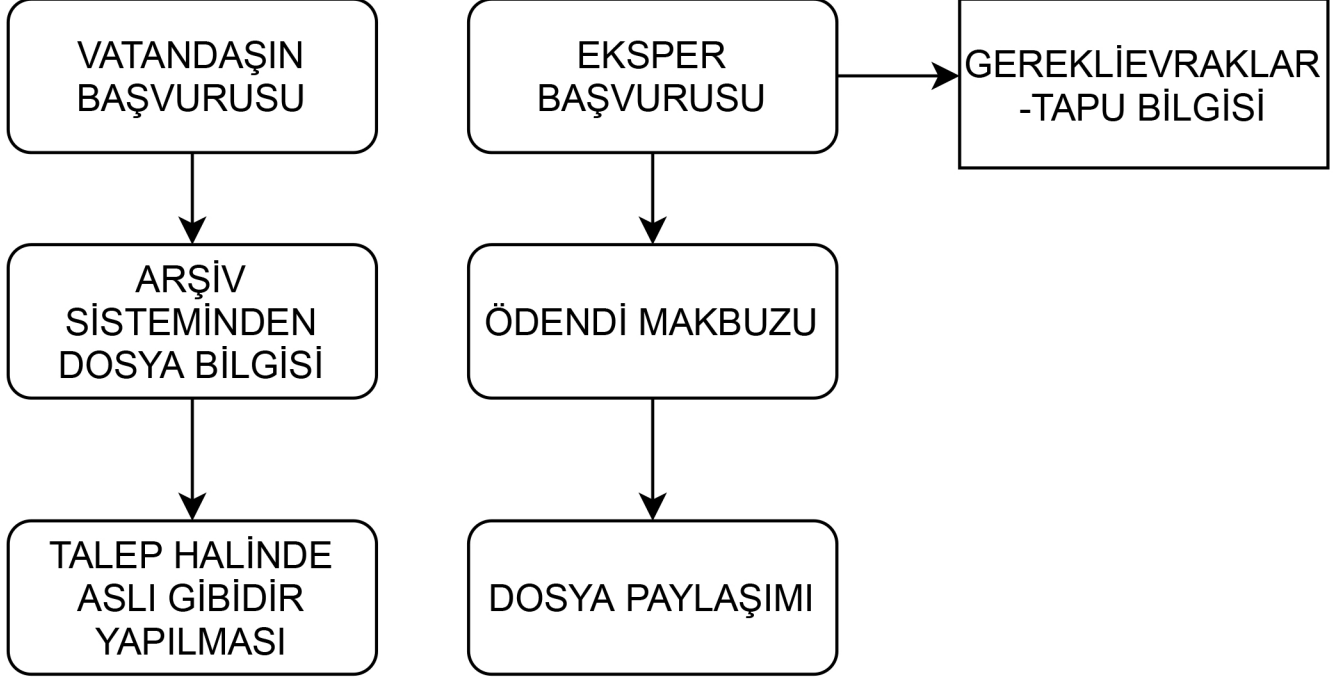 VATANDAŞIN
BAŞVURUSU
EKSPER
BAŞVURUSU
GEREKLİEVRAKLAR
-TAPU BİLGİSİ
ARŞİV
SİSTEMİNDEN
DOSYA BİLGİSİ
ÖDENDİ MAKBUZU
TALEP HALİNDE
ASLI GİBİDİR
YAPILMASI
DOSYA PAYLAŞIMI